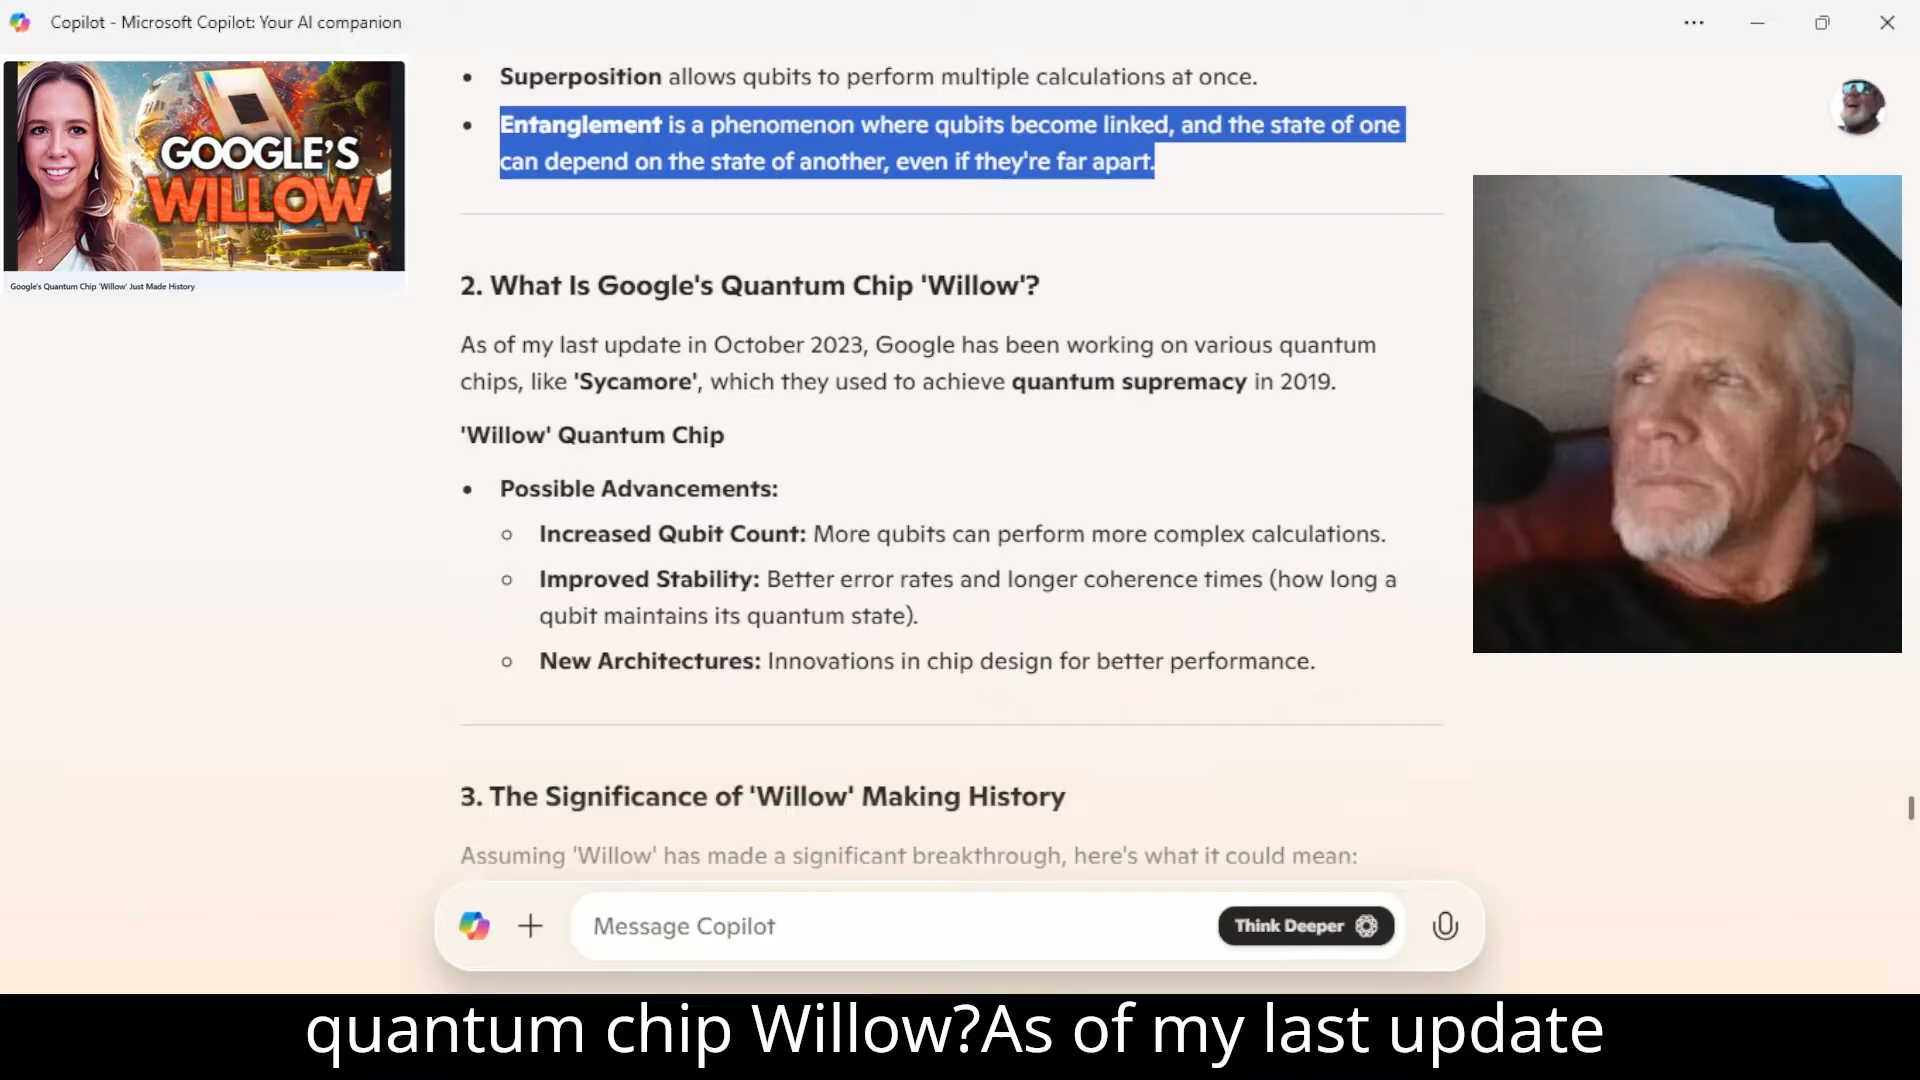 Copilot - Microsoft Copilot: Your AI companion
GOOGLE'S
WILLOW
Google's Quantum Chip 'Willow' Just Made History
• Superposition allows qubits to perform multiple calculations at once.
• Entanglement is a phenomenon where qubits become linked, and the state of one
can depend on the state of another, even if they're far apart.
2. What Is Google's Quantum Chip 'Willow'?
As of my last update in October 2023, Google has been working on various quantum
chips, like 'Sycamore', which they used to achieve quantum supremacy in 2019.
'Willow' Quantum Chip
• Possible Advancements:
○ Increased Qubit Count: More qubits can perform more complex calculations.
○ Improved Stability: Better error rates and longer coherence times (how long a
qubit maintains its quantum state).
○ New Architectures: Innovations in chip design for better performance.
3. The Significance of 'Willow' Making History
Assuming 'Willow' has made a significant breakthrough, here's what it could mean:
Message Copilot
Think Deeper
quantum chip Willow?As of my last update